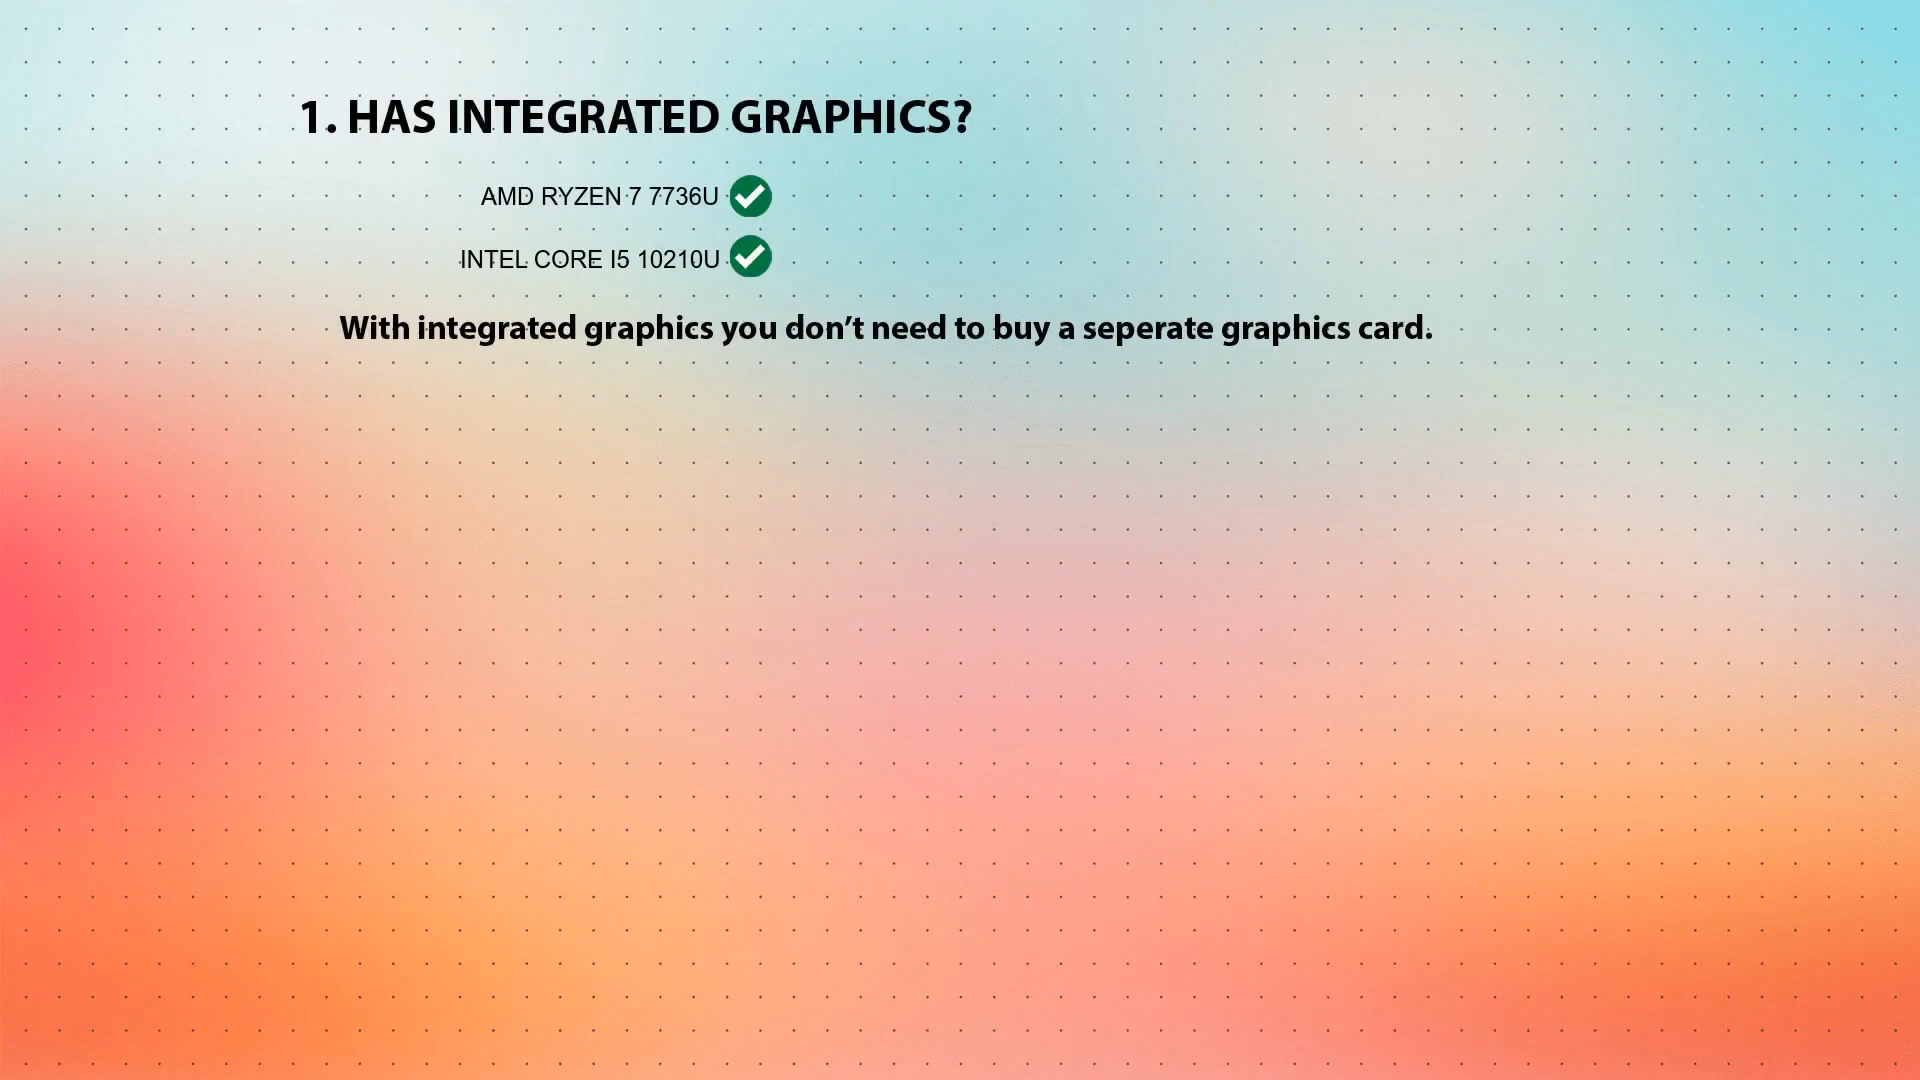 1. HAS INTEGRATED GRAPHICS?
AMD RYZEN 7 7736U
INTEL CORE I5 10210U
With integrated graphics you don’t need to buy a seperate graphics card.